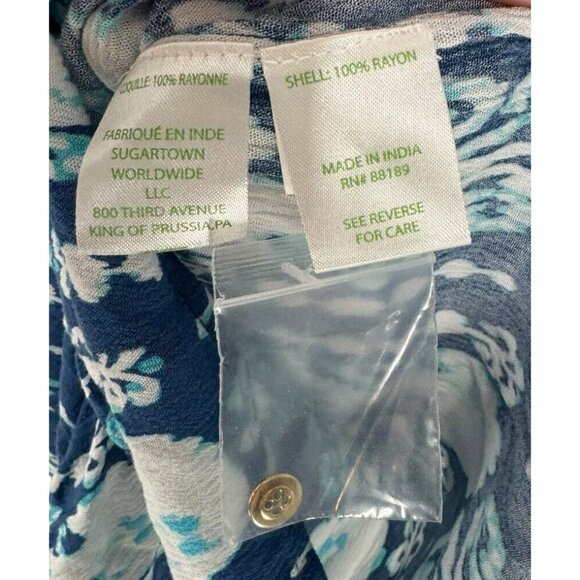 COQUILLE: 100% RAYONNE
FABRIQUÉ EN INDE
SUGARTOWN
WORLDWIDE
LLC
800 THIRD AVENUE
KING OF PRUSSIA,PA
SHELL: 100% RAYON
MADE IN INDIA
RN# 88189
SEE REVERSE
FOR CARE